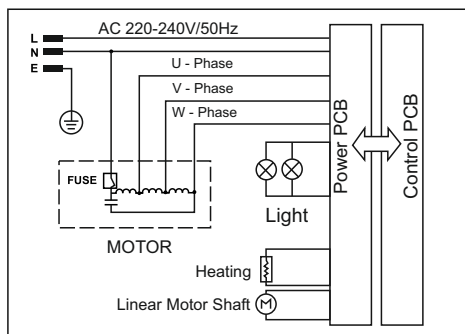 AC 220-240V/50Hz
L
N
E
U - Phase
V - Phase
W - Phase
FUSE
MOTOR
Light
Heating
Linear Motor Shaft
M
Power PCB
Control PCB